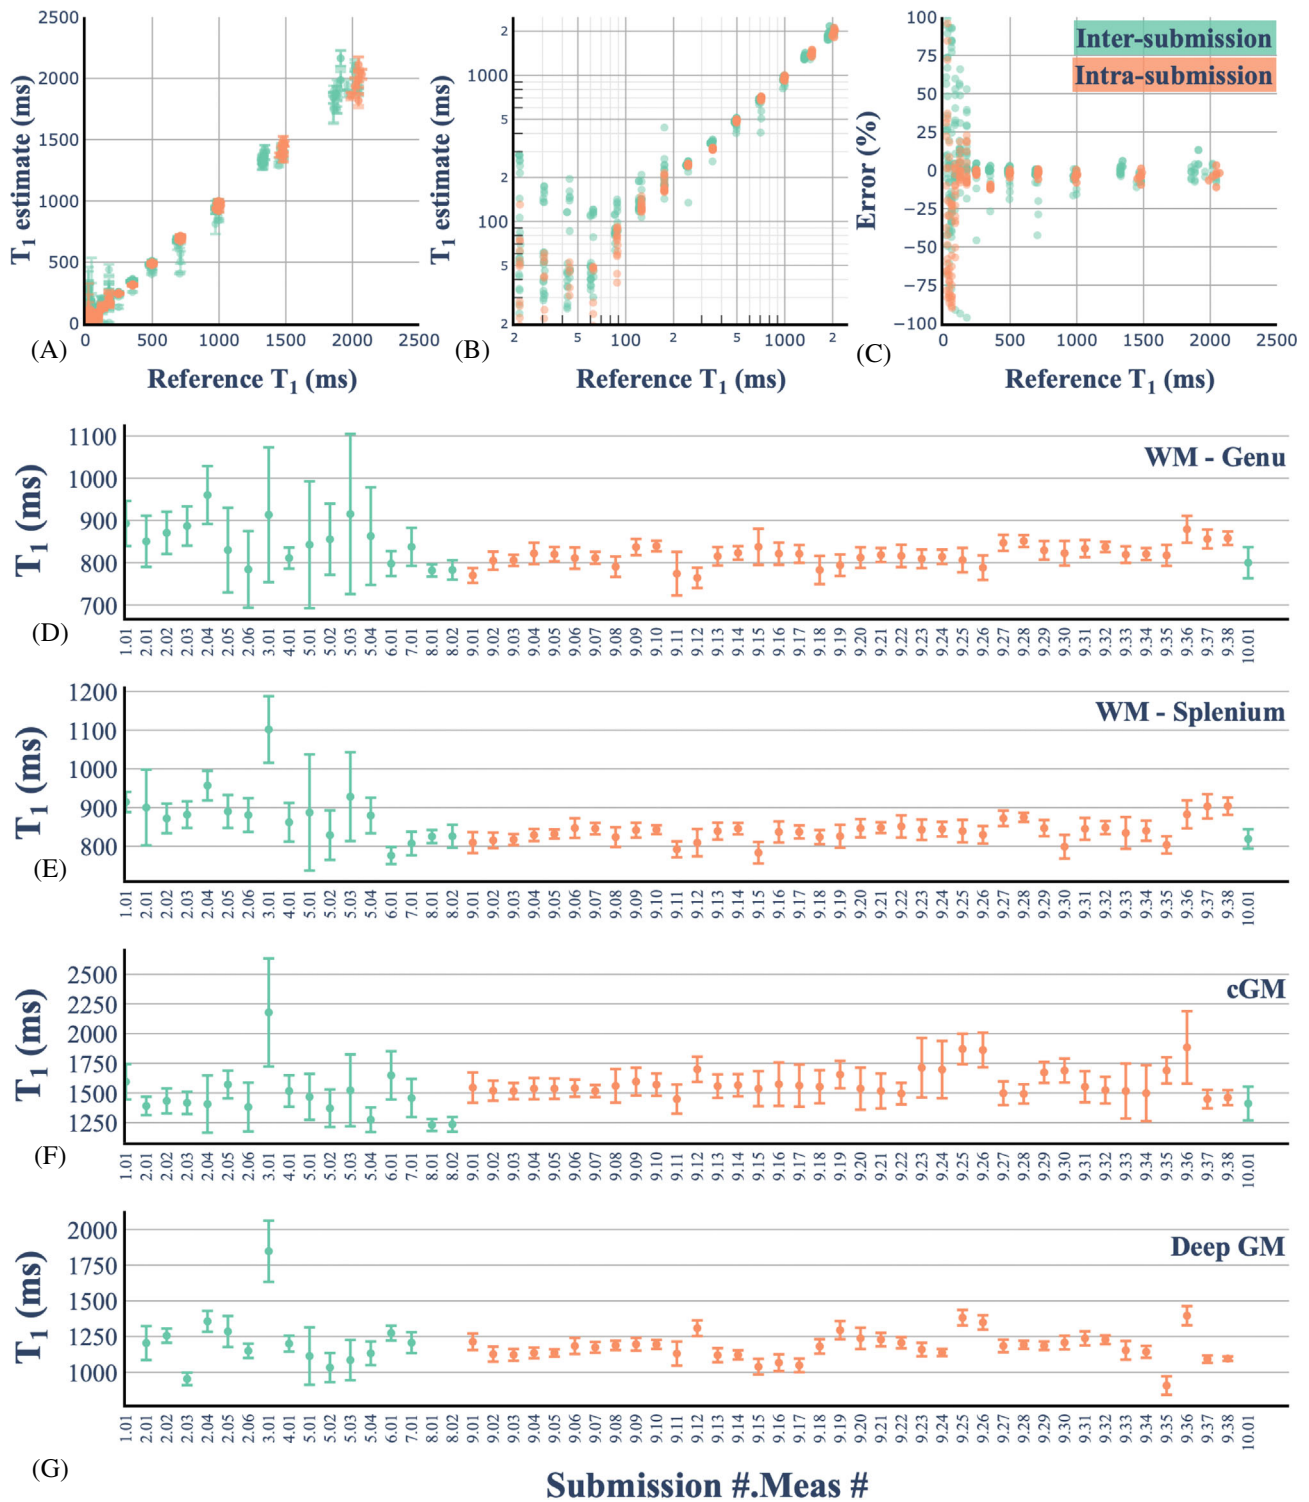 2500
2000
1500
1000
500
0
T1 estimate (ms)
0 500 1000 1500 2000 2500
(A)
Reference T1 (ms)
2
1000
5
2
100
5
2
T1 estimate (ms)
2 5 100 2 5 1000 2
(B)
Reference T1 (ms)
100
75
50
25
0
−25
−50
−75
−100
Error (%)
Inter-submission
Intra-submission
0 500 1000 1500 2000 2500
(C)
Reference T1 (ms)
1100
1000
900
800
700
T1 (ms)
WM - Genu
(D)
1.01 2.01 2.02 2.03 2.04 2.05 2.06 3.01 4.01 5.01 5.02 5.03 5.04 6.01 7.01 8.01 8.02 9.01 9.02 9.03 9.04 9.05 9.06 9.07 9.08 9.09 9.10 9.11 9.12 9.13 9.14 9.15 9.16 9.17 9.18 9.19 9.20 9.21 9.22 9.23 9.24 9.25 9.26 9.27 9.28 9.29 9.30 9.31 9.32 9.33 9.34 9.35 9.36 9.37 9.38 10.01
1200
1100
1000
900
800
T1 (ms)
WM - Splenium
(E)
1.01 2.01 2.02 2.03 2.04 2.05 2.06 3.01 4.01 5.01 5.02 5.03 5.04 6.01 7.01 8.01 8.02 9.01 9.02 9.03 9.04 9.05 9.06 9.07 9.08 9.09 9.10 9.11 9.12 9.13 9.14 9.15 9.16 9.17 9.18 9.19 9.20 9.21 9.22 9.23 9.24 9.25 9.26 9.27 9.28 9.29 9.30 9.31 9.32 9.33 9.34 9.35 9.36 9.37 9.38 10.01
2500
2250
2000
1750
1500
1250
T1 (ms)
cGM
(F)
1.01 2.01 2.02 2.03 2.04 2.05 2.06 3.01 4.01 5.01 5.02 5.03 5.04 6.01 7.01 8.01 8.02 9.01 9.02 9.03 9.04 9.05 9.06 9.07 9.08 9.09 9.10 9.11 9.12 9.13 9.14 9.15 9.16 9.17 9.18 9.19 9.20 9.21 9.22 9.23 9.24 9.25 9.26 9.27 9.28 9.29 9.30 9.31 9.32 9.33 9.34 9.35 9.36 9.37 9.38 10.01
2000
1750
1500
1250
1000
T1 (ms)
Deep GM
(G)
1.01 2.01 2.02 2.03 2.04 2.05 2.06 3.01 4.01 5.01 5.02 5.03 5.04 6.01 7.01 8.01 8.02 9.01 9.02 9.03 9.04 9.05 9.06 9.07 9.08 9.09 9.10 9.11 9.12 9.13 9.14 9.15 9.16 9.17 9.18 9.19 9.20 9.21 9.22 9.23 9.24 9.25 9.26 9.27 9.28 9.29 9.30 9.31 9.32 9.33 9.34 9.35 9.36 9.37 9.38 10.01
Submission #.Meas #